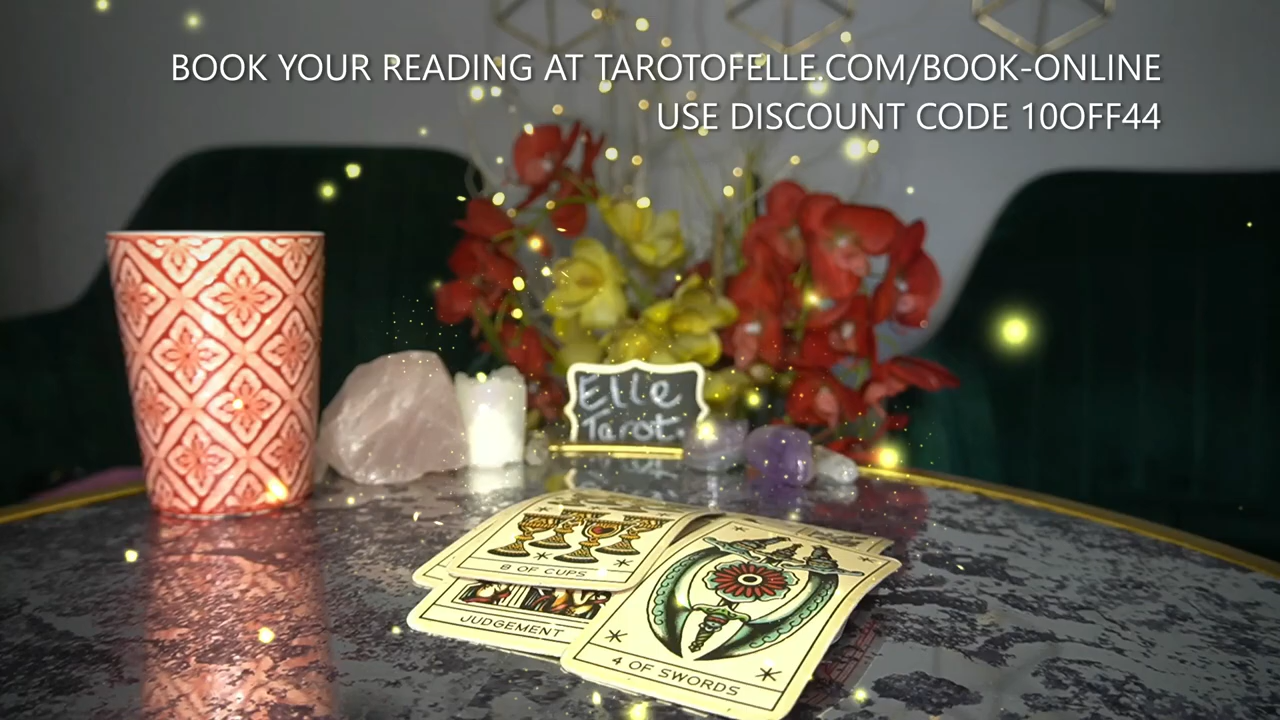 BOOK YOUR READING AT TAROTOFELLE.COM/BOOK-ONLINE
USE DISCOUNT CODE 10OFF44
Elle
Tarot.
8 OF CUPS
JUDGEMENT
4 OF SWORDS